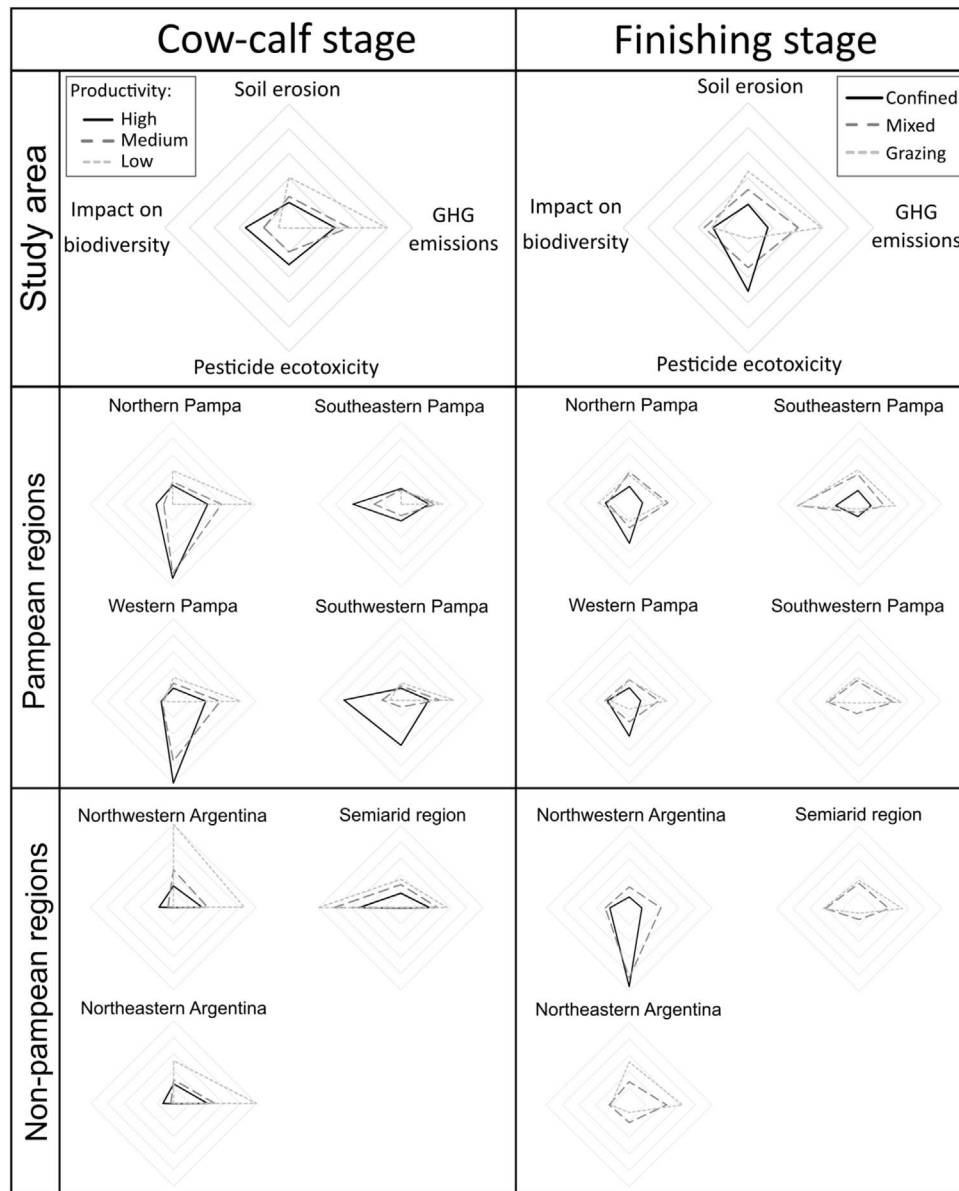 Cow-calf stage
Finishing stage
Study area
Productivity:
High
Medium
Low
Soil erosion
Impact on
biodiversity
GHG
emissions
Pesticide ecotoxicity
Confined
Mixed
Grazing
Soil erosion
Impact on
biodiversity
GHG
emissions
Pesticide ecotoxicity
Pampean regions
Northern Pampa
Southeastern Pampa
Western Pampa
Southwestern Pampa
Northern Pampa
Southeastern Pampa
Western Pampa
Southwestern Pampa
Non-pampean regions
Northwestern Argentina
Semiarid region
Northeastern Argentina
Northwestern Argentina
Semiarid region
Northeastern Argentina